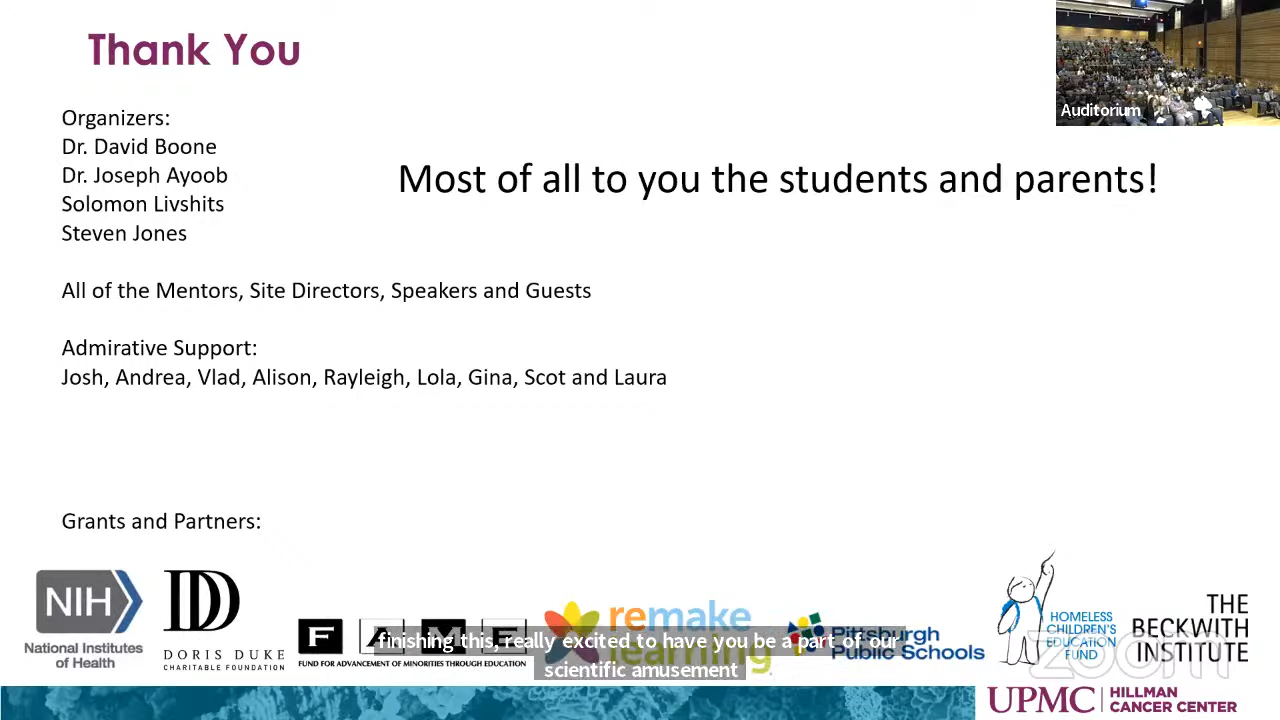 Thank You
Auditorium
Organizers:
Dr. David Boone
Dr. Joseph Ayoob
Solomon Livshits
Steven Jones
Most of all to you the students and parents!
All of the Mentors, Site Directors, Speakers and Guests
Admirative Support:
Josh, Andrea, Vlad, Alison, Rayleigh, Lola, Gina, Scot and Laura
Grants and Partners:
NIH
National Institutes
of Health
DD
DORIS DUKE
CHARITABLE FOUNDATION
FAME
FUND FOR ADVANCEMENT OF MINORITIES THROUGH EDUCATION
remake
learning
Pittsburgh
Public Schools
HOMELESS
CHILDREN'S
EDUCATION
FUND
THE
BECKWITH
INSTITUTE
finishing this, really excited to have you be a part of our
scientific amusement
zoom
UPMC | HILLMAN
CANCER CENTER